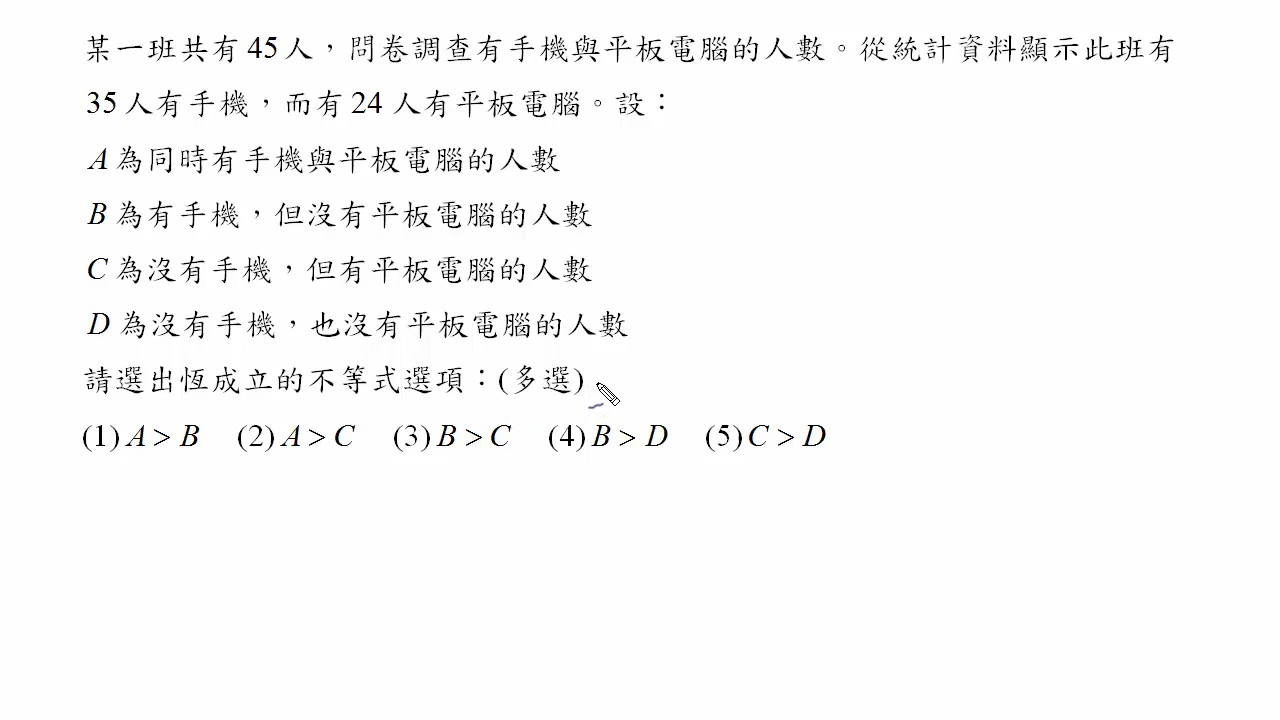 某一班共有45人，問卷調查有手機與平板電腦的人數。從統計資料顯示此班有
35人有手機，而有24人有平板電腦。設：
A為同時有手機與平板電腦的人數
B為有手機，但沒有平板電腦的人數
C為沒有手機，但有平板電腦的人數
D為沒有手機，也沒有平板電腦的人數
請選出恆成立的不等式選項：(多選)
(1) A > B (2) A > C (3) B > C (4) B > D (5) C > D